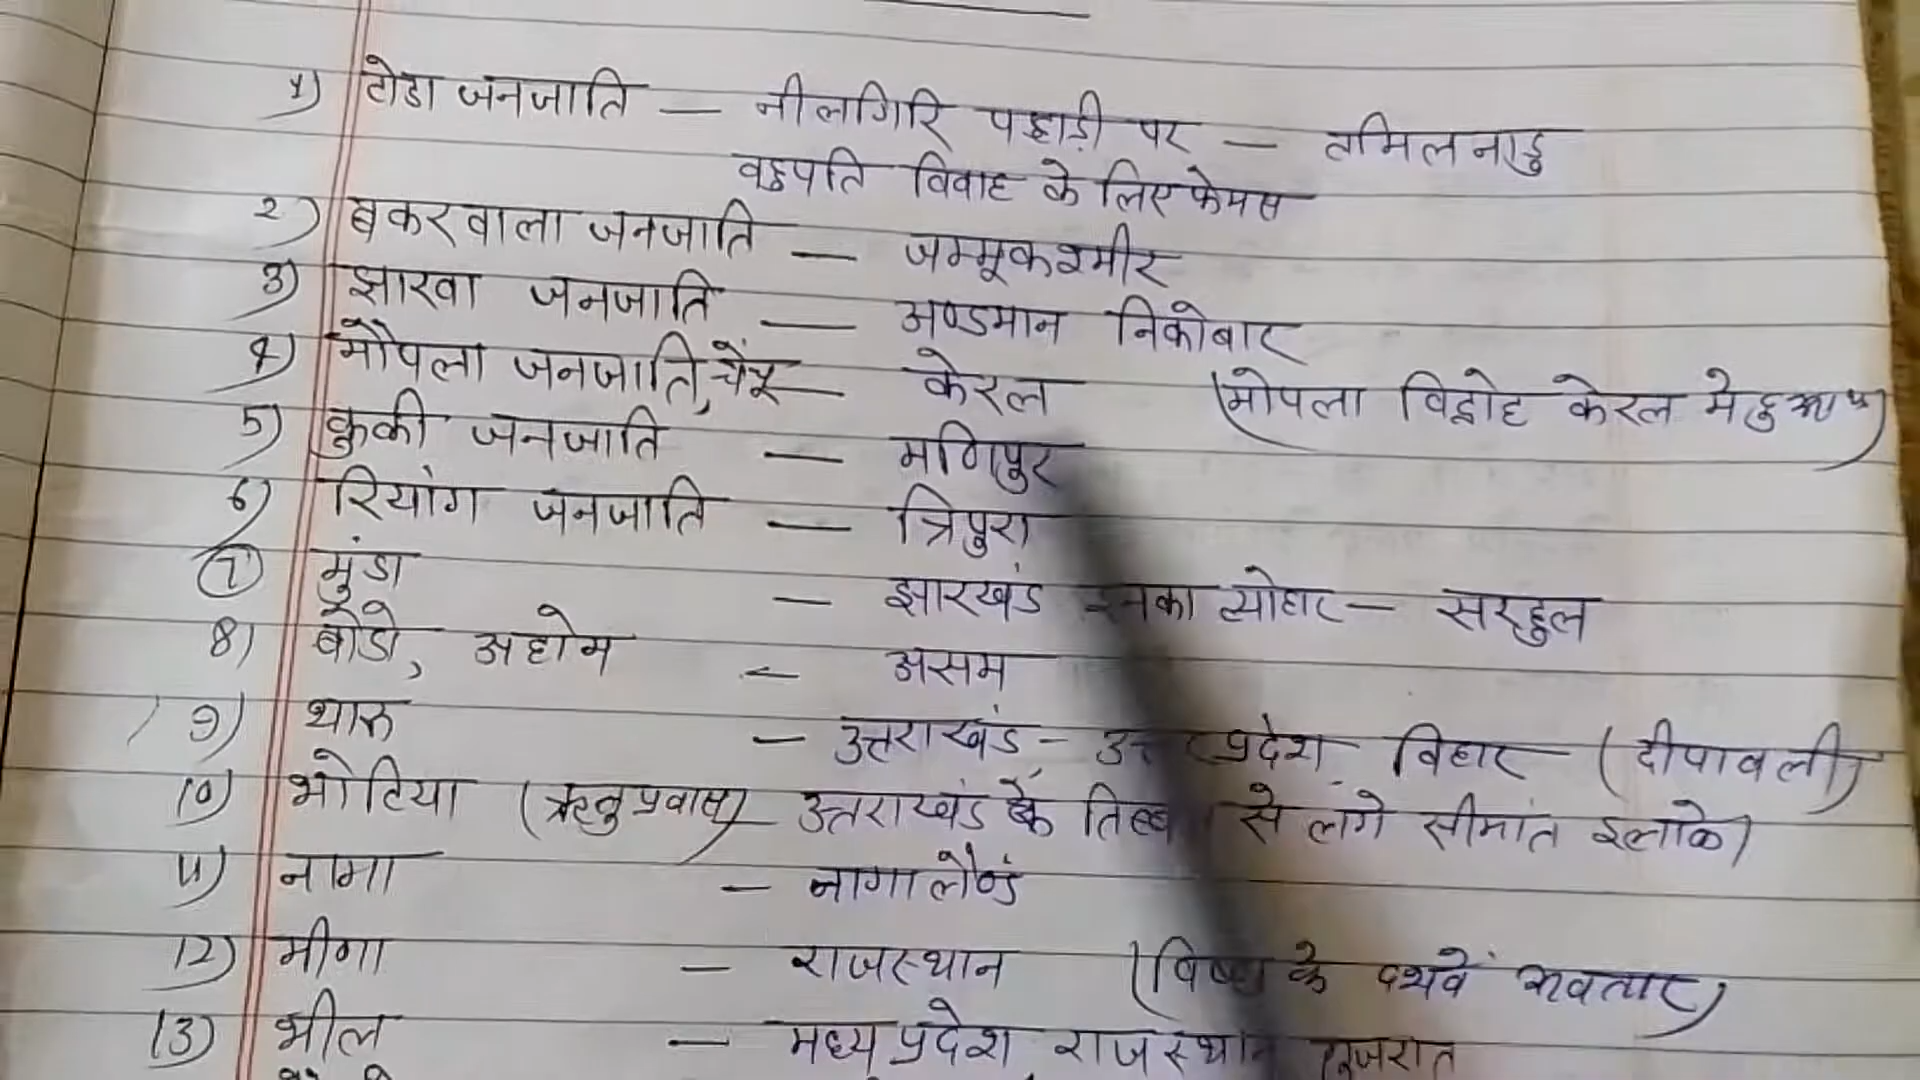 1) टोडा जनजाति — नीलगिरि पहाड़ी पर — तमिलनाडु
बहुपति विवाह के लिए फेमस
2) बकरवाला जनजाति — जम्मूकश्मीर
3) झारवा जनजाति — अण्डमान निकोबार
4) मौपला जनजाति, — केरल (मोपला विद्रोह केरल मे हुआ
5) कुकी जनजाति — मणिपुर
6) रियांग जनजाति — त्रिपुरा
7 मुंडा — झारखंड इनका त्योहार — सरहुल
8) बोडो, अहोम - असम
9) थारू - उत्तराखंड - उत्तरप्रदेश, बिहार (दीपावली)
10) भोटिया (ऋतुप्रवास) उत्तराखंड के तिब्बत से लगे सीमांत इलाके)
11) नागा - नागालैण्ड
12) मीणा - राजस्थान (विष्णु के दशवें अवतार)
13) भील — मध्यप्रदेश, राजस्थान गुजरात